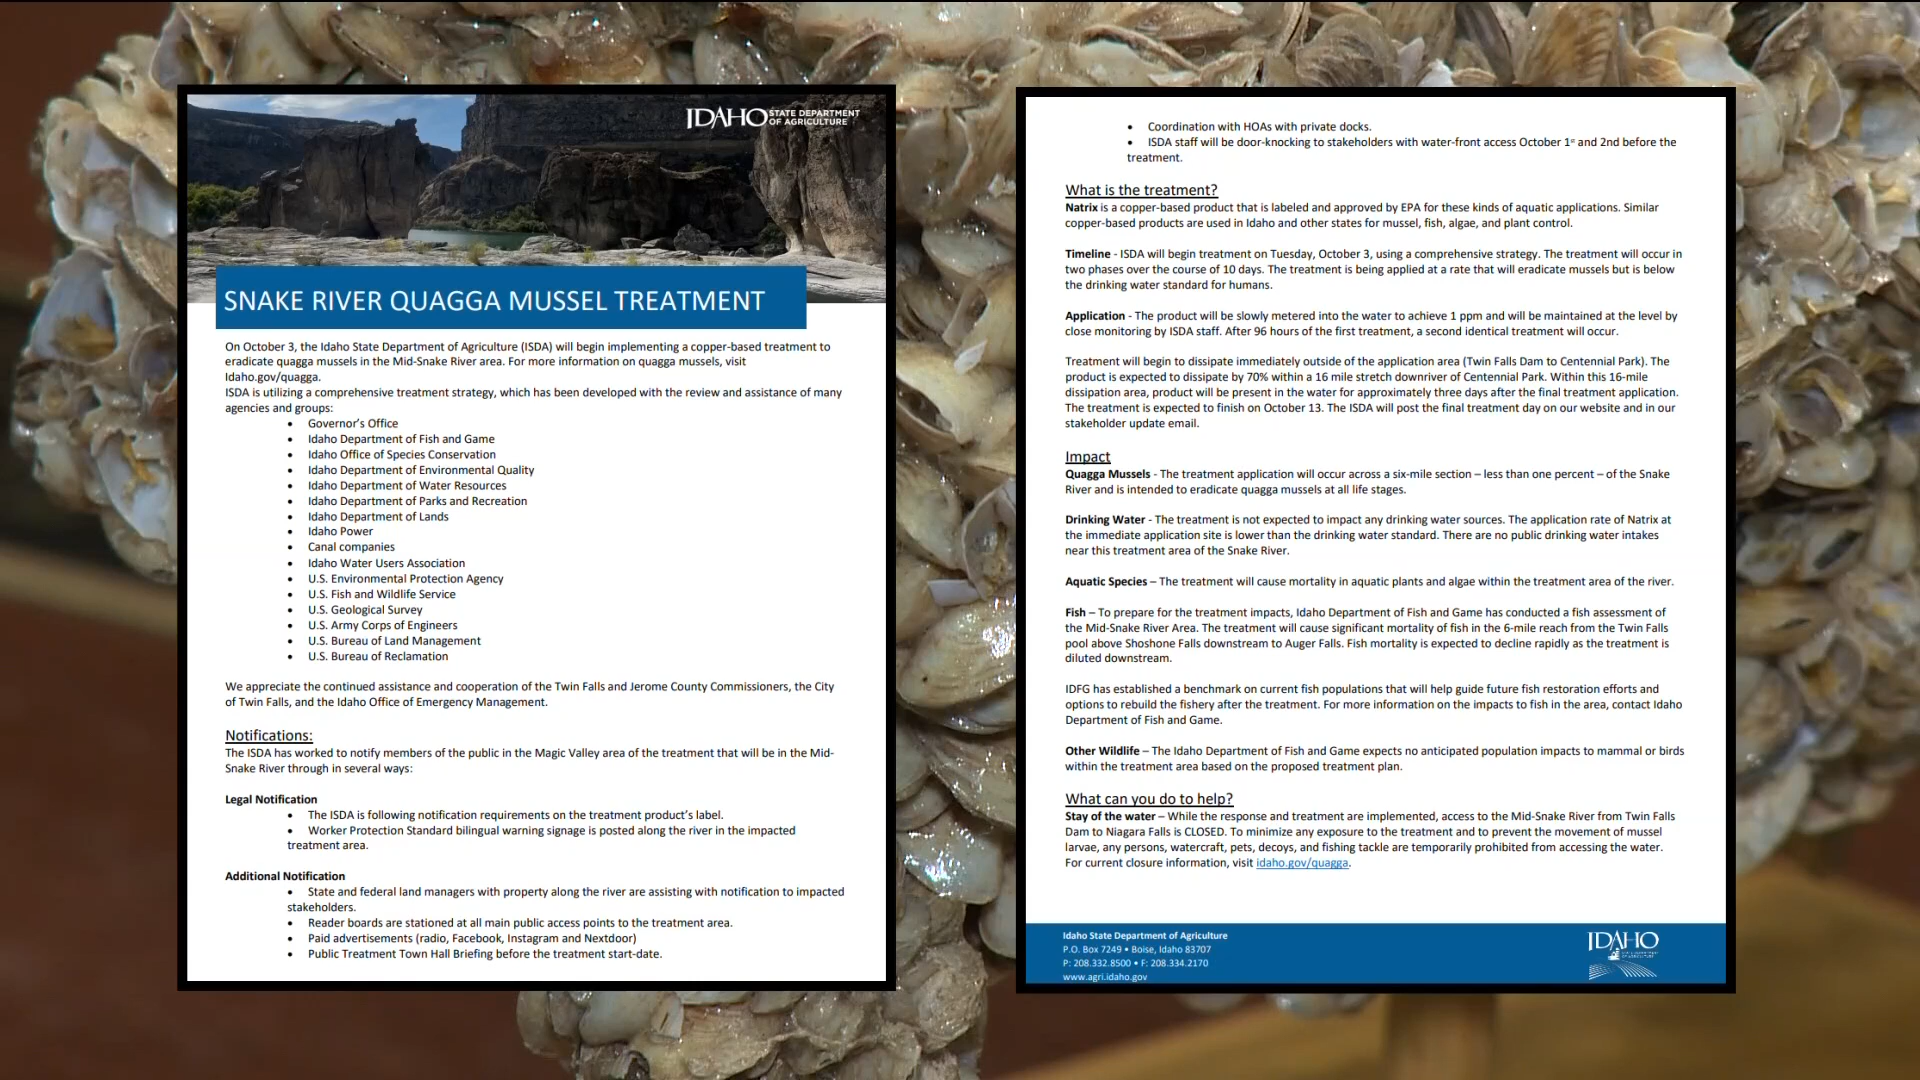 IDAHO STATE DEPARTMENT
OF AGRICULTURE
SNAKE RIVER QUAGGA MUSSEL TREATMENT
On October 3, the Idaho State Department of Agriculture (ISDA) will begin implementing a copper-based treatment to
eradicate quagga mussels in the Mid-Snake River area. For more information on quagga mussels, visit
Idaho.gov/quagga.
ISDA is utilizing a comprehensive treatment strategy, which has been developed with the review and assistance of many
agencies and groups:
• Governor's Office
• Idaho Department of Fish and Game
• Idaho Office of Species Conservation
• Idaho Department of Environmental Quality
• Idaho Department of Water Resources
• Idaho Department of Parks and Recreation
• Idaho Department of Lands
• Idaho Power
• Canal companies
• Idaho Water Users Association
• U.S. Environmental Protection Agency
• U.S. Fish and Wildlife Service
• U.S. Geological Survey
• U.S. Army Corps of Engineers
• U.S. Bureau of Land Management
• U.S. Bureau of Reclamation
We appreciate the continued assistance and cooperation of the Twin Falls and Jerome County Commissioners, the City
of Twin Falls, and the Idaho Office of Emergency Management.
Notifications:
The ISDA has worked to notify members of the public in the Magic Valley area of the treatment that will be in the Mid-
Snake River through in several ways:
Legal Notification
• The ISDA is following notification requirements on the treatment product's label.
• Worker Protection Standard bilingual warning signage is posted along the river in the impacted
treatment area.
Additional Notification
• State and federal land managers with property along the river are assisting with notification to impacted
stakeholders.
• Reader boards are stationed at all main public access points to the treatment area.
• Paid advertisements (radio, Facebook, Instagram and Nextdoor)
• Public Treatment Town Hall Briefing before the treatment start-date.
• Coordination with HOAs with private docks.
• ISDA staff will be door-knocking to stakeholders with water-front access October 1st and 2nd before the
treatment.
What is the treatment?
Natrix is a copper-based product that is labeled and approved by EPA for these kinds of aquatic applications. Similar
copper-based products are used in Idaho and other states for mussel, fish, algae, and plant control.
Timeline - ISDA will begin treatment on Tuesday, October 3, using a comprehensive strategy. The treatment will occur in
two phases over the course of 10 days. The treatment is being applied at a rate that will eradicate mussels but is below
the drinking water standard for humans.
Application - The product will be slowly metered into the water to achieve 1 ppm and will be maintained at the level by
close monitoring by ISDA staff. After 96 hours of the first treatment, a second identical treatment will occur.
Treatment will begin to dissipate immediately outside of the application area (Twin Falls Dam to Centennial Park). The
product is expected to dissipate by 70% within a 16 mile stretch downriver of Centennial Park. Within this 16-mile
dissipation area, product will be present in the water for approximately three days after the final treatment application.
The treatment is expected to finish on October 13. The ISDA will post the final treatment day on our website and in our
stakeholder update email.
Impact
Quagga Mussels - The treatment application will occur across a six-mile section – less than one percent – of the Snake
River and is intended to eradicate quagga mussels at all life stages.
Drinking Water - The treatment is not expected to impact any drinking water sources. The application rate of Natrix at
the immediate application site is lower than the drinking water standard. There are no public drinking water intakes
near this treatment area of the Snake River.
Aquatic Species – The treatment will cause mortality in aquatic plants and algae within the treatment area of the river.
Fish – To prepare for the treatment impacts, Idaho Department of Fish and Game has conducted a fish assessment of
the Mid-Snake River Area. The treatment will cause significant mortality of fish in the 6-mile reach from the Twin Falls
pool above Shoshone Falls downstream to Auger Falls. Fish mortality is expected to decline rapidly as the treatment is
diluted downstream.
IDFG has established a benchmark on current fish populations that will help guide future fish restoration efforts and
options to rebuild the fishery after the treatment. For more information on the impacts to fish in the area, contact Idaho
Department of Fish and Game.
Other Wildlife – The Idaho Department of Fish and Game expects no anticipated population impacts to mammal or birds
within the treatment area based on the proposed treatment plan.
What can you do to help?
Stay of the water – While the response and treatment are implemented, access to the Mid-Snake River from Twin Falls
Dam to Niagara Falls is CLOSED. To minimize any exposure to the treatment and to prevent the movement of mussel
larvae, any persons, watercraft, pets, decoys, and fishing tackle are temporarily prohibited from accessing the water.
For current closure information, visit idaho.gov/quagga.
Idaho State Department of Agriculture
P.O. Box 7249 • Boise, Idaho 83707
P: 208.332.8500 • F: 208.334.2170
www.agri.idaho.gov
IDAHO